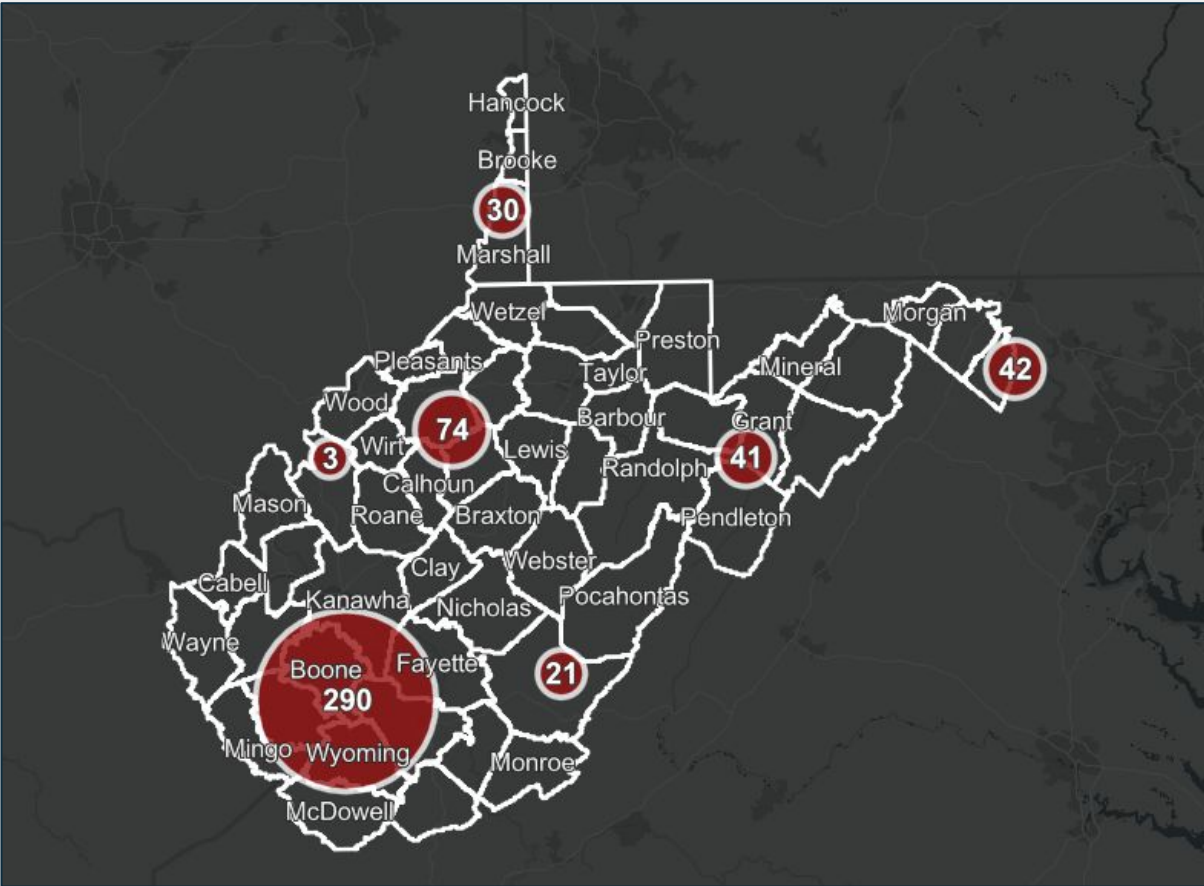 Hancock
Brooke
30
Marshall
Wetzel
Morgan
Preston
Pleasants
Taylor
Mineral
42
Wood
Barbour
Grant
74
Wirt
Lewis
3
41
Randolph
Calhoun
Mason
Roane
Braxton
Pendleton
Webster
Clay
Cabell
Pocahontas
Kanawha
Nicholas
Wayne
Fayette
Boone
21
290
Mingo
Wyoming
Monroe
McDowell